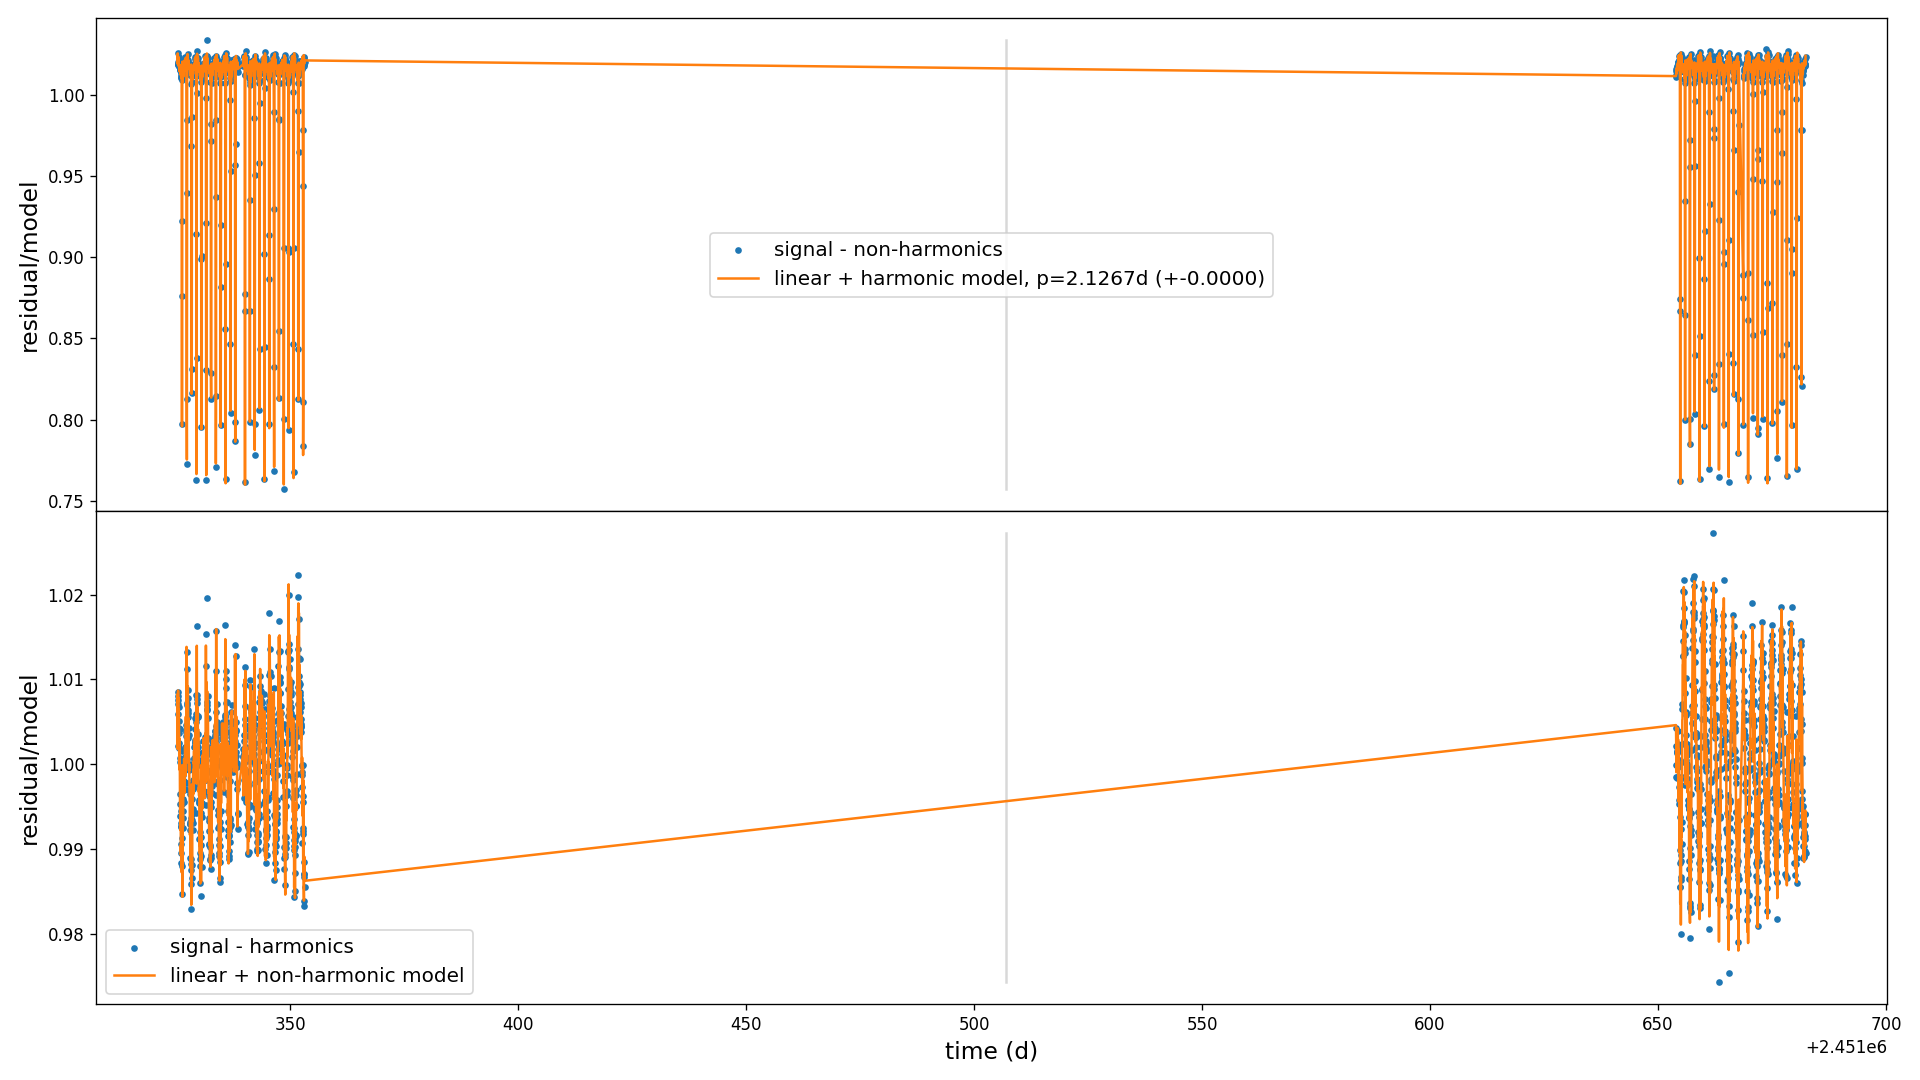 residual/model
1.00
0.95
0.90
0.85
0.80
0.75
signal - non-harmonics
linear + harmonic model, p=2.1267d (+-0.0000)
residual/model
1.02
1.01
1.00
0.99
0.98
signal - harmonics
linear + non-harmonic model
350 400 450 500 550 600 650 700
time (d)
+2.451e6